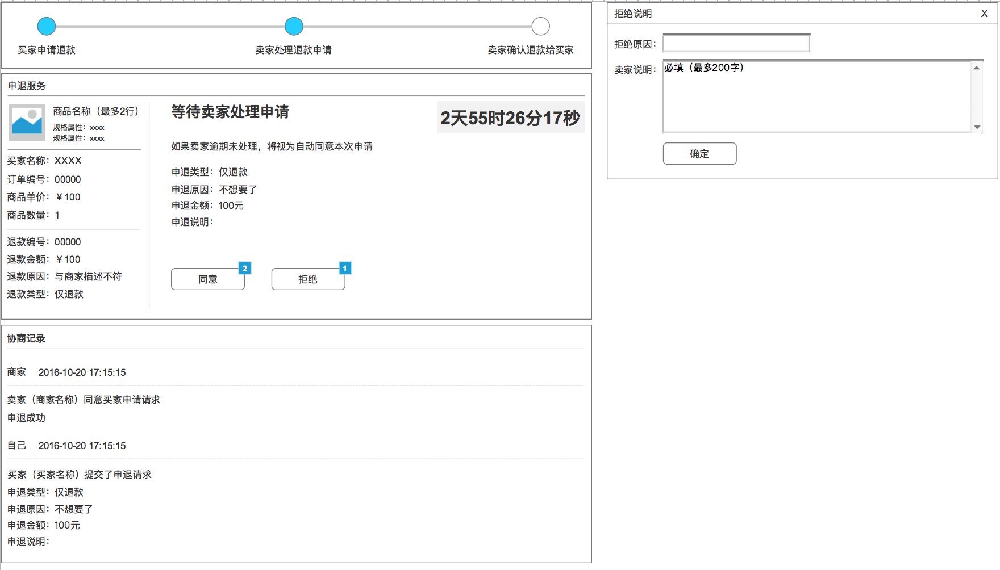 买家申请退款
卖家处理退款申请
卖家确认退款给买家
申退服务
商品名称（最多2行）
规格属性：xxxx
规格属性：xxxx
买家名称：XXXX
订单编号：00000
商品单价：￥100
商品数量：1
退款编号：00000
退款金额：￥100
退款原因：与商家描述不符
退款类型：仅退款
等待卖家处理申请
2天55时26分17秒
如果卖家逾期未处理，将视为自动同意本次申请
申退类型：仅退款
申退原因：不想要了
申退金额：100元
申退说明：
同意
2
拒绝
1
协商记录
商家 2016-10-20 17:15:15
卖家（商家名称）同意买家申请请求
申退成功
自己 2016-10-20 17:15:15
买家（买家名称）提交了申退请求
申退类型：仅退款
申退原因：不想要了
申退金额：100元
申退说明：
拒绝说明
X
拒绝原因：
卖家说明：
必填（最多200字）
确定